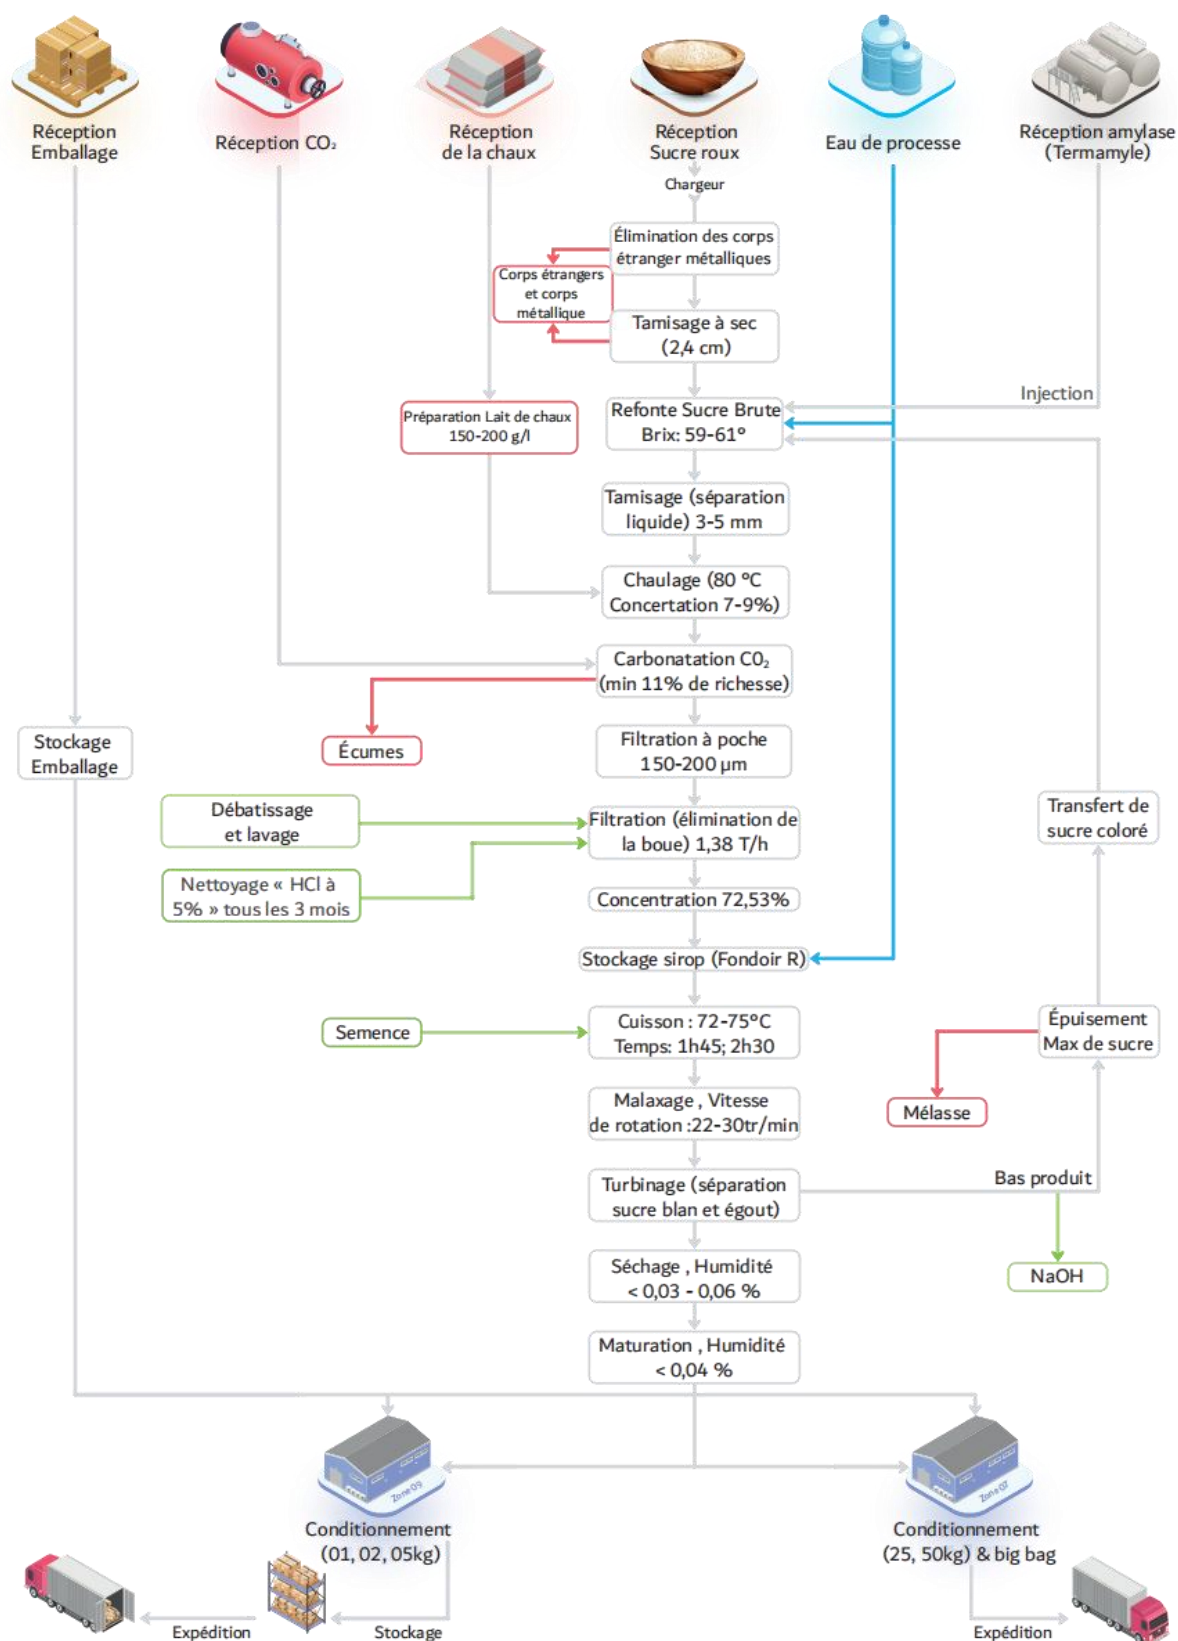 Réception
Emballage
Réception CO₂
Réception
de la chaux
Réception
Sucre roux
Eau de processe
Réception amylase
(Termamyle)
Chargeur
Élimination des corps
étranger métalliques
Corps étrangers
et corps
métallique
Tamisage à sec
(2,4 cm)
Injection
Préparation Lait de chaux
150-200 g/l
Refonte Sucre Brute
Brix: 59-61°
Tamisage (séparation
liquide) 3-5 mm
Chaulage (80 °C
Concertation 7-9%)
Carbonatation C0₂
(min 11% de richesse)
Écumes
Stockage
Emballage
Filtration à poche
150-200 µm
Débatissage
et lavage
Filtration (élimination de
la boue) 1,38 T/h
Transfert de
sucre coloré
Nettoyage « HCl à
5% » tous les 3 mois
Concentration 72,53%
Stockage sirop (Fondoir R)
Semence
Cuisson : 72-75°C
Temps: 1h45; 2h30
Épuisement
Max de sucre
Mélasse
Malaxage , Vitesse
de rotation :22-30tr/min
Turbinage (séparation
sucre blan et égout)
Bas produit
NaOH
Séchage , Humidité
< 0,03 - 0,06 %
Maturation , Humidité
< 0,04 %
Zone 09
Zone 07
Conditionnement
(01, 02, 05kg)
Conditionnement
(25, 50kg) & big bag
Expédition
Stockage
Expédition